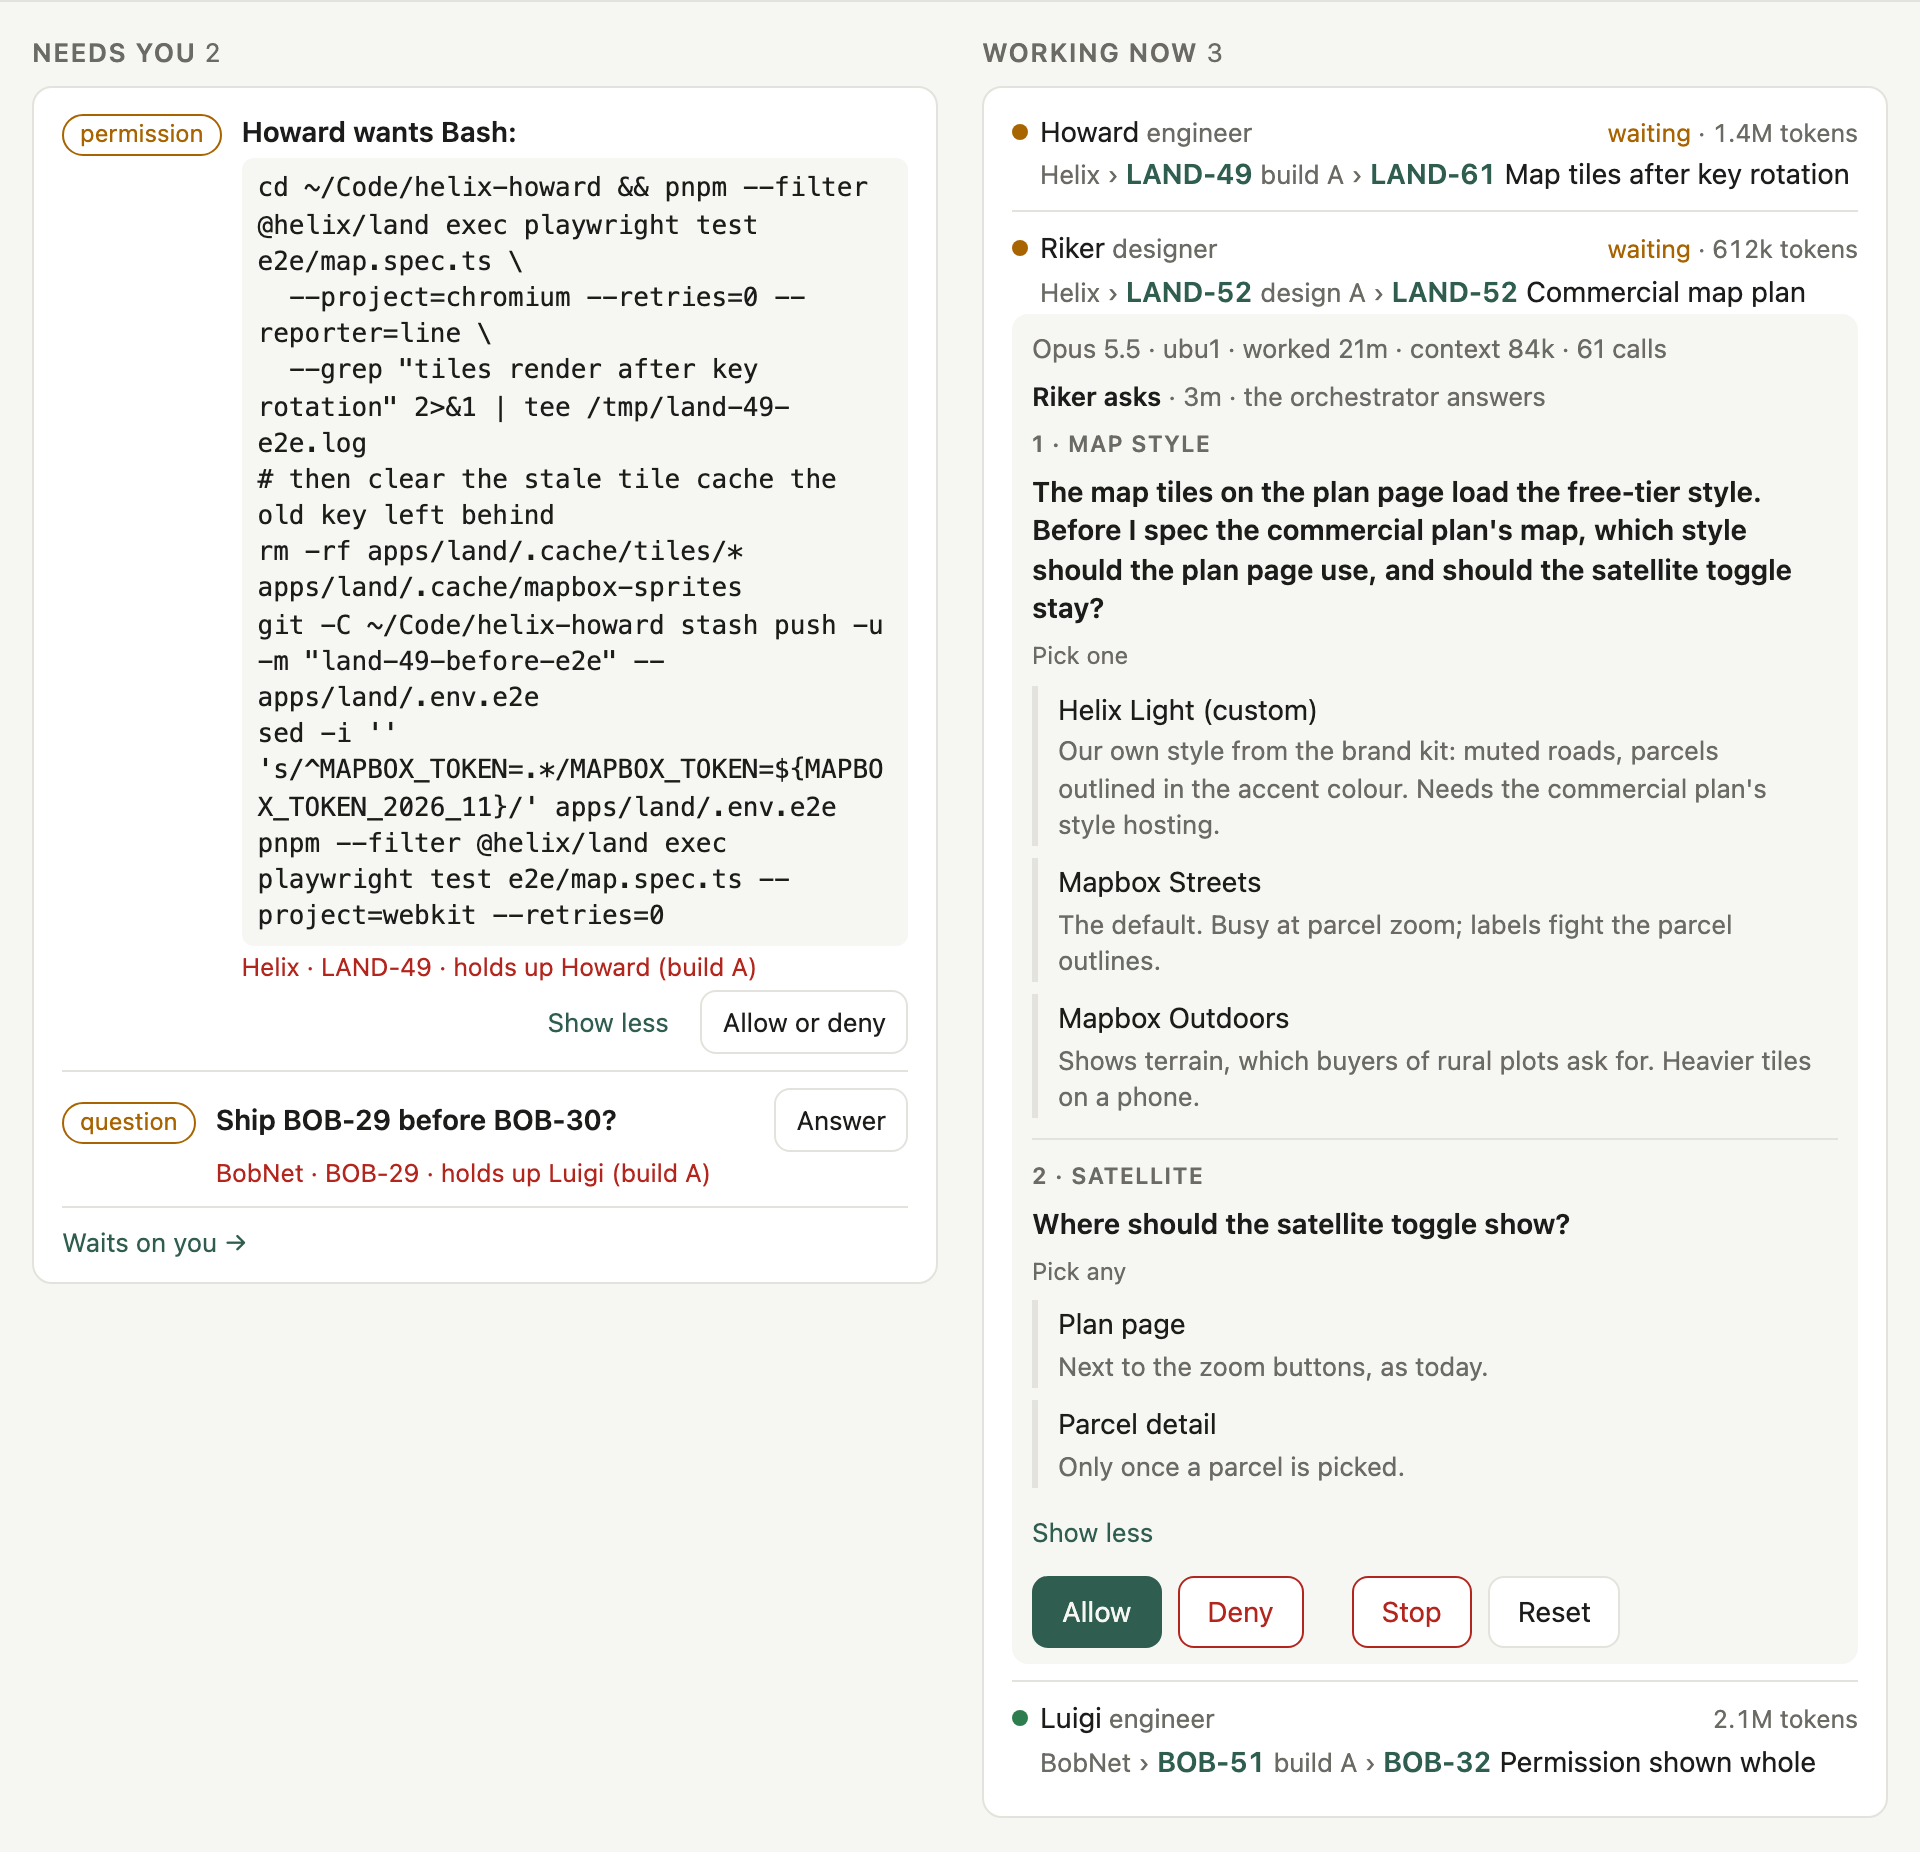 NEEDS YOU 2
permission
Howard wants Bash:
cd ~/Code/helix-howard && pnpm --filter
@helix/land exec playwright test
e2e/map.spec.ts \
  --project=chromium --retries=0 --
reporter=line \
  --grep "tiles render after key
rotation" 2>&1 | tee /tmp/land-49-
e2e.log
# then clear the stale tile cache the
old key left behind
rm -rf apps/land/.cache/tiles/*
apps/land/.cache/mapbox-sprites
git -C ~/Code/helix-howard stash push -u
-m "land-49-before-e2e" --
apps/land/.env.e2e
sed -i ''
's/^MAPBOX_TOKEN=.*/MAPBOX_TOKEN=${MAPBO
X_TOKEN_2026_11}/' apps/land/.env.e2e
pnpm --filter @helix/land exec
playwright test e2e/map.spec.ts --
project=webkit --retries=0
Helix · LAND-49 · holds up Howard (build A)
Show less
Allow or deny
question
Ship BOB-29 before BOB-30?
Answer
BobNet · BOB-29 · holds up Luigi (build A)
Waits on you →
WORKING NOW 3
Howard engineer
waiting · 1.4M tokens
Helix › LAND-49 build A › LAND-61 Map tiles after key rotation
Riker designer
waiting · 612k tokens
Helix › LAND-52 design A › LAND-52 Commercial map plan
Opus 5.5 · ubu1 · worked 21m · context 84k · 61 calls
Riker asks · 3m · the orchestrator answers
1 · MAP STYLE
The map tiles on the plan page load the free-tier style.
Before I spec the commercial plan's map, which style
should the plan page use, and should the satellite toggle
stay?
Pick one
Helix Light (custom)
Our own style from the brand kit: muted roads, parcels
outlined in the accent colour. Needs the commercial plan's
style hosting.
Mapbox Streets
The default. Busy at parcel zoom; labels fight the parcel
outlines.
Mapbox Outdoors
Shows terrain, which buyers of rural plots ask for. Heavier tiles
on a phone.
2 · SATELLITE
Where should the satellite toggle show?
Pick any
Plan page
Next to the zoom buttons, as today.
Parcel detail
Only once a parcel is picked.
Show less
Allow
Deny
Stop
Reset
Luigi engineer
2.1M tokens
BobNet › BOB-51 build A › BOB-32 Permission shown whole